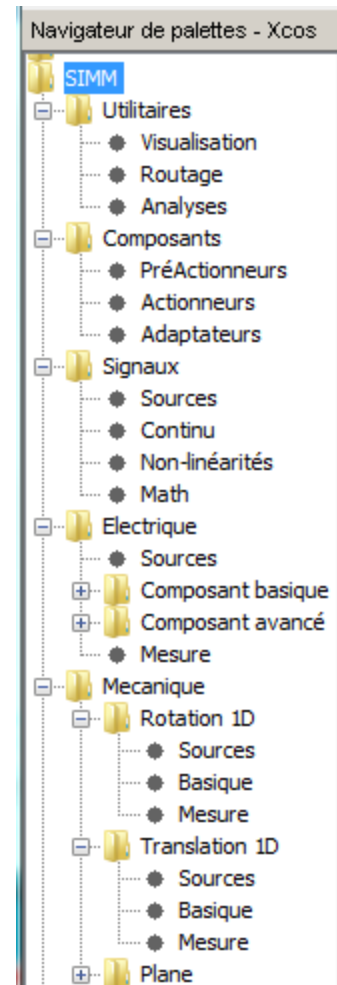 Navigateur de palettes - Xcos
SIMM
Utilitaires
Visualisation
Routage
Analyses
Composants
PréActionneurs
Actionneurs
Adaptateurs
Signaux
Sources
Continu
Non-linéarités
Math
Electrique
Sources
Composant basique
Composant avancé
Mesure
Mecanique
Rotation 1D
Sources
Basique
Mesure
Translation 1D
Sources
Basique
Mesure
Plane